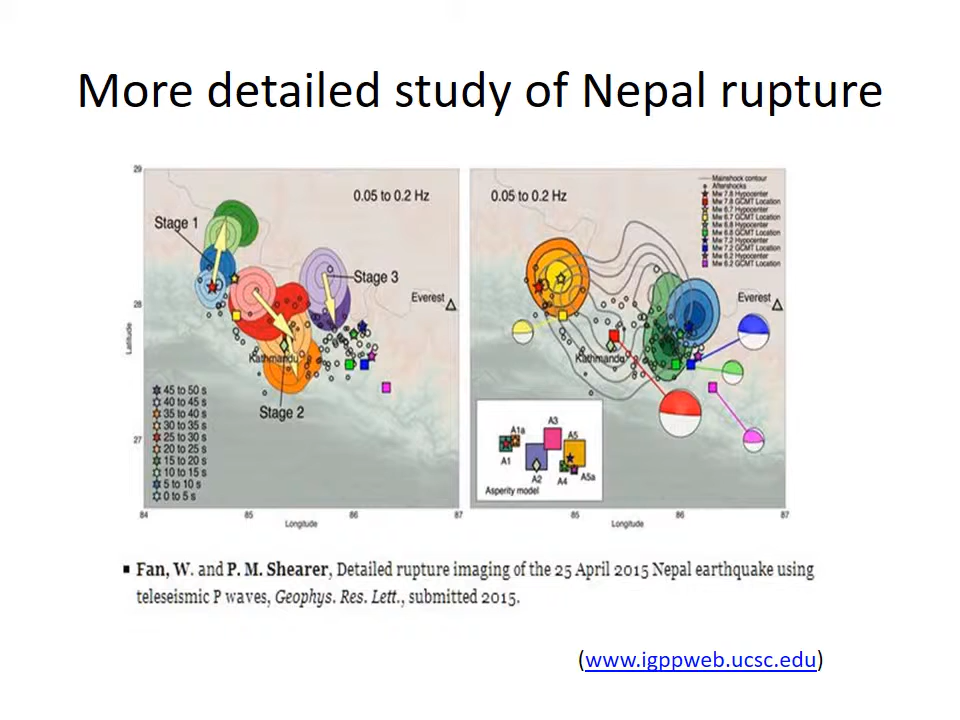 More detailed study of Nepal rupture
29
28
27
Latitude
0.05 to 0.2 Hz
Stage 1
Stage 3
Everest
Kathmandu
Stage 2
45 to 50 s
40 to 45 s
35 to 40 s
30 to 35 s
25 to 30 s
20 to 25 s
15 to 20 s
10 to 15 s
5 to 10 s
0 to 5 s
84
85
86
87
Longitude
0.05 to 0.2 Hz
Mainshock contour
Aftershocks
Mw 7.8 Hypocenter
Mw 7.8 GCMT Location
Mw 6.7 Hypocenter
Mw 6.7 GCMT Location
Mw 6.8 Hypocenter
Mw 6.8 GCMT Location
Mw 7.2 Hypocenter
Mw 7.2 GCMT Location
Mw 6.2 Hypocenter
Mw 6.2 GCMT Location
Everest
Kathmandu
A3
A1a
A5
A1
A2
A4
A5a
Asperity model
85
86
87
Longitude
▪ Fan, W. and P. M. Shearer, Detailed rupture imaging of the 25 April 2015 Nepal earthquake using
teleseismic P waves, Geophys. Res. Lett., submitted 2015.
(www.igppweb.ucsc.edu)